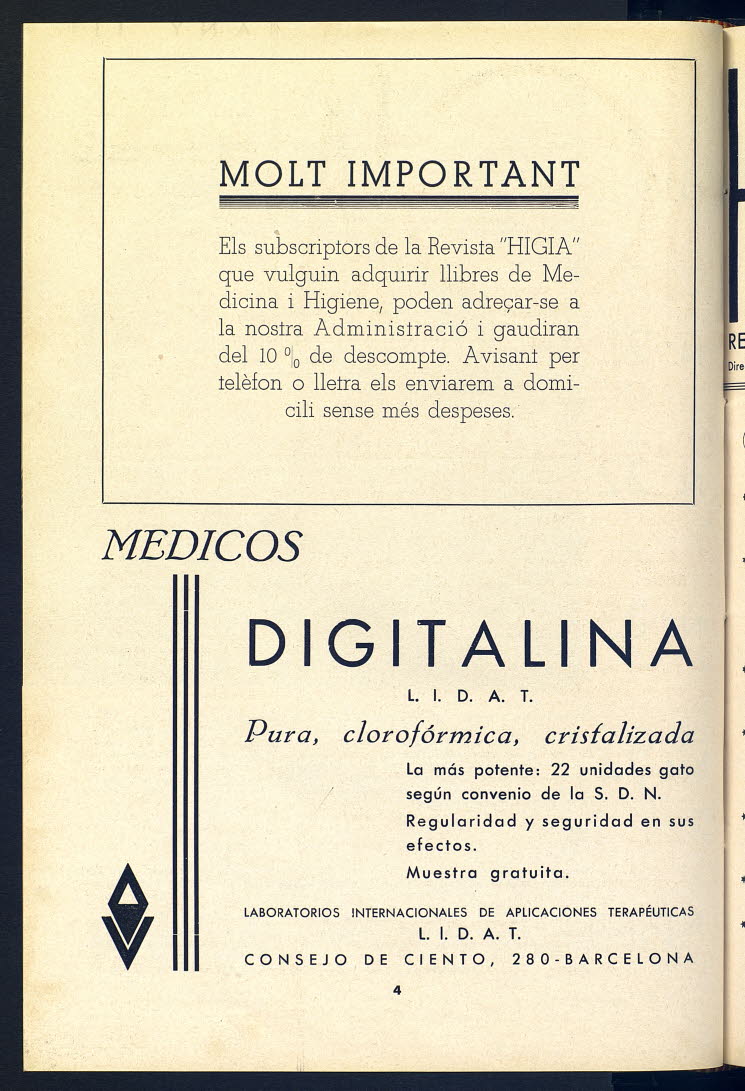 MOLT IMPORTANT
Els subscriptors de la Revista "HIGIA"
que vulguin adquirir llibres de Me-
dicina i Higiene, poden adreçar-se a
la nostra Administració i gaudiran
del 10 % de descompte. Avisant per
telèfon o lletra els enviarem a domi-
cili sense més despeses.
MEDICOS
DIGITALINA
L. I. D. A. T.
Pura, clorofórmica, cristalizada
La más potente: 22 unidades gato
según convenio de la S. D. N.
Regularidad y seguridad en sus
efectos.
Muestra gratuita.
LABORATORIOS INTERNACIONALES DE APLICACIONES TERAPÉUTICAS
L. I. D. A. T.
CONSEJO DE CIENTO, 280-BARCELONA
4
RE
Dire